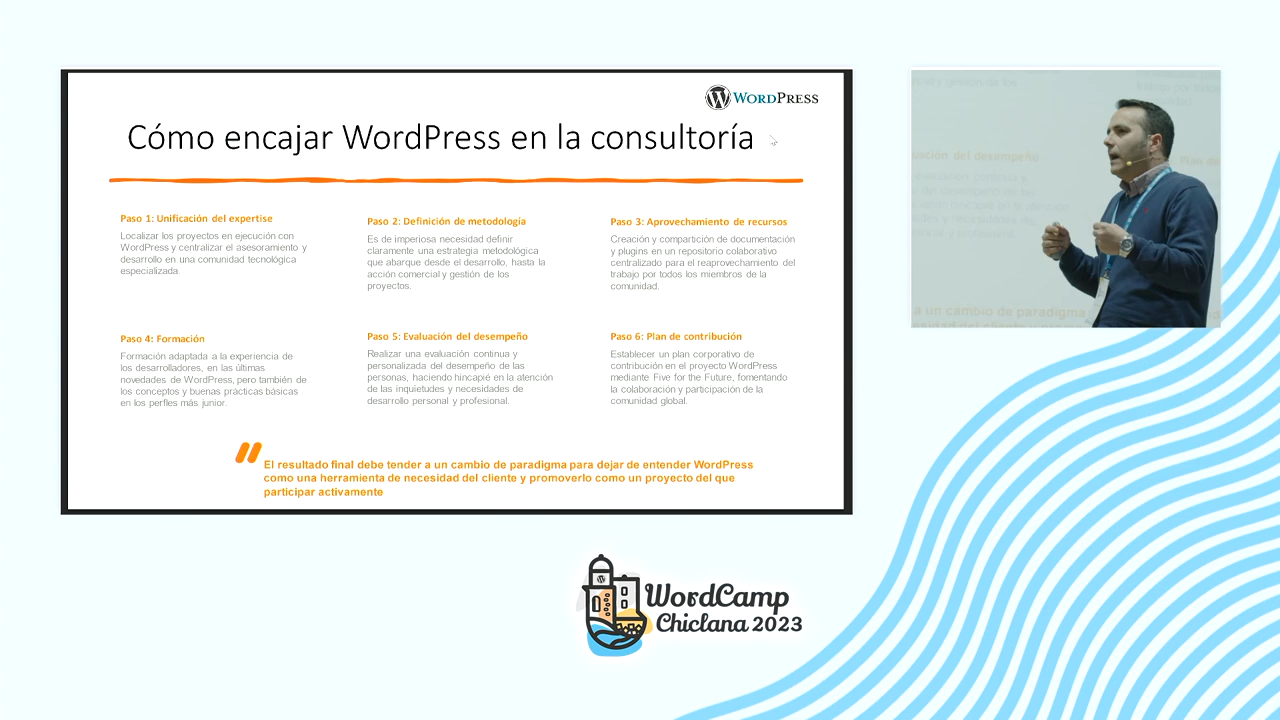 WORDPRESS
Cómo encajar WordPress en la consultoría
Paso 1: Unificación del expertise
Localizar los proyectos en ejecución con
WordPress y centralizar el asesoramiento y
desarrollo en una comunidad tecnológica
especializada.
Paso 2: Definición de metodología
Es de imperiosa necesidad definir
claramente una estrategia metodológica
que abarque desde el desarrollo, hasta la
acción comercial y gestión de los
proyectos.
Paso 3: Aprovechamiento de recursos
Creación y compartición de documentación
y plugins en un repositorio colaborativo
centralizado para el reaprovechamiento del
trabajo por todos los miembros de la
comunidad.
Paso 4: Formación
Formación adaptada a la experiencia de
los desarrolladores, en las últimas
novedades de WordPress, pero también de
los conceptos y buenas prácticas básicas
en los perfiles más junior.
Paso 5: Evaluación del desempeño
Realizar una evaluación continua y
personalizada del desempeño de las
personas, haciendo hincapié en la atención
de las inquietudes y necesidades de
desarrollo personal y profesional.
Paso 6: Plan de contribución
Establecer un plan corporativo de
contribución en el proyecto WordPress
mediante Five for the Future, fomentando
la colaboración y participación de la
comunidad global.
El resultado final debe tender a un cambio de paradigma para dejar de entender WordPress
como una herramienta de necesidad del cliente y promoverlo como un proyecto del que
participar activamente
WordCamp
Chiclana 2023